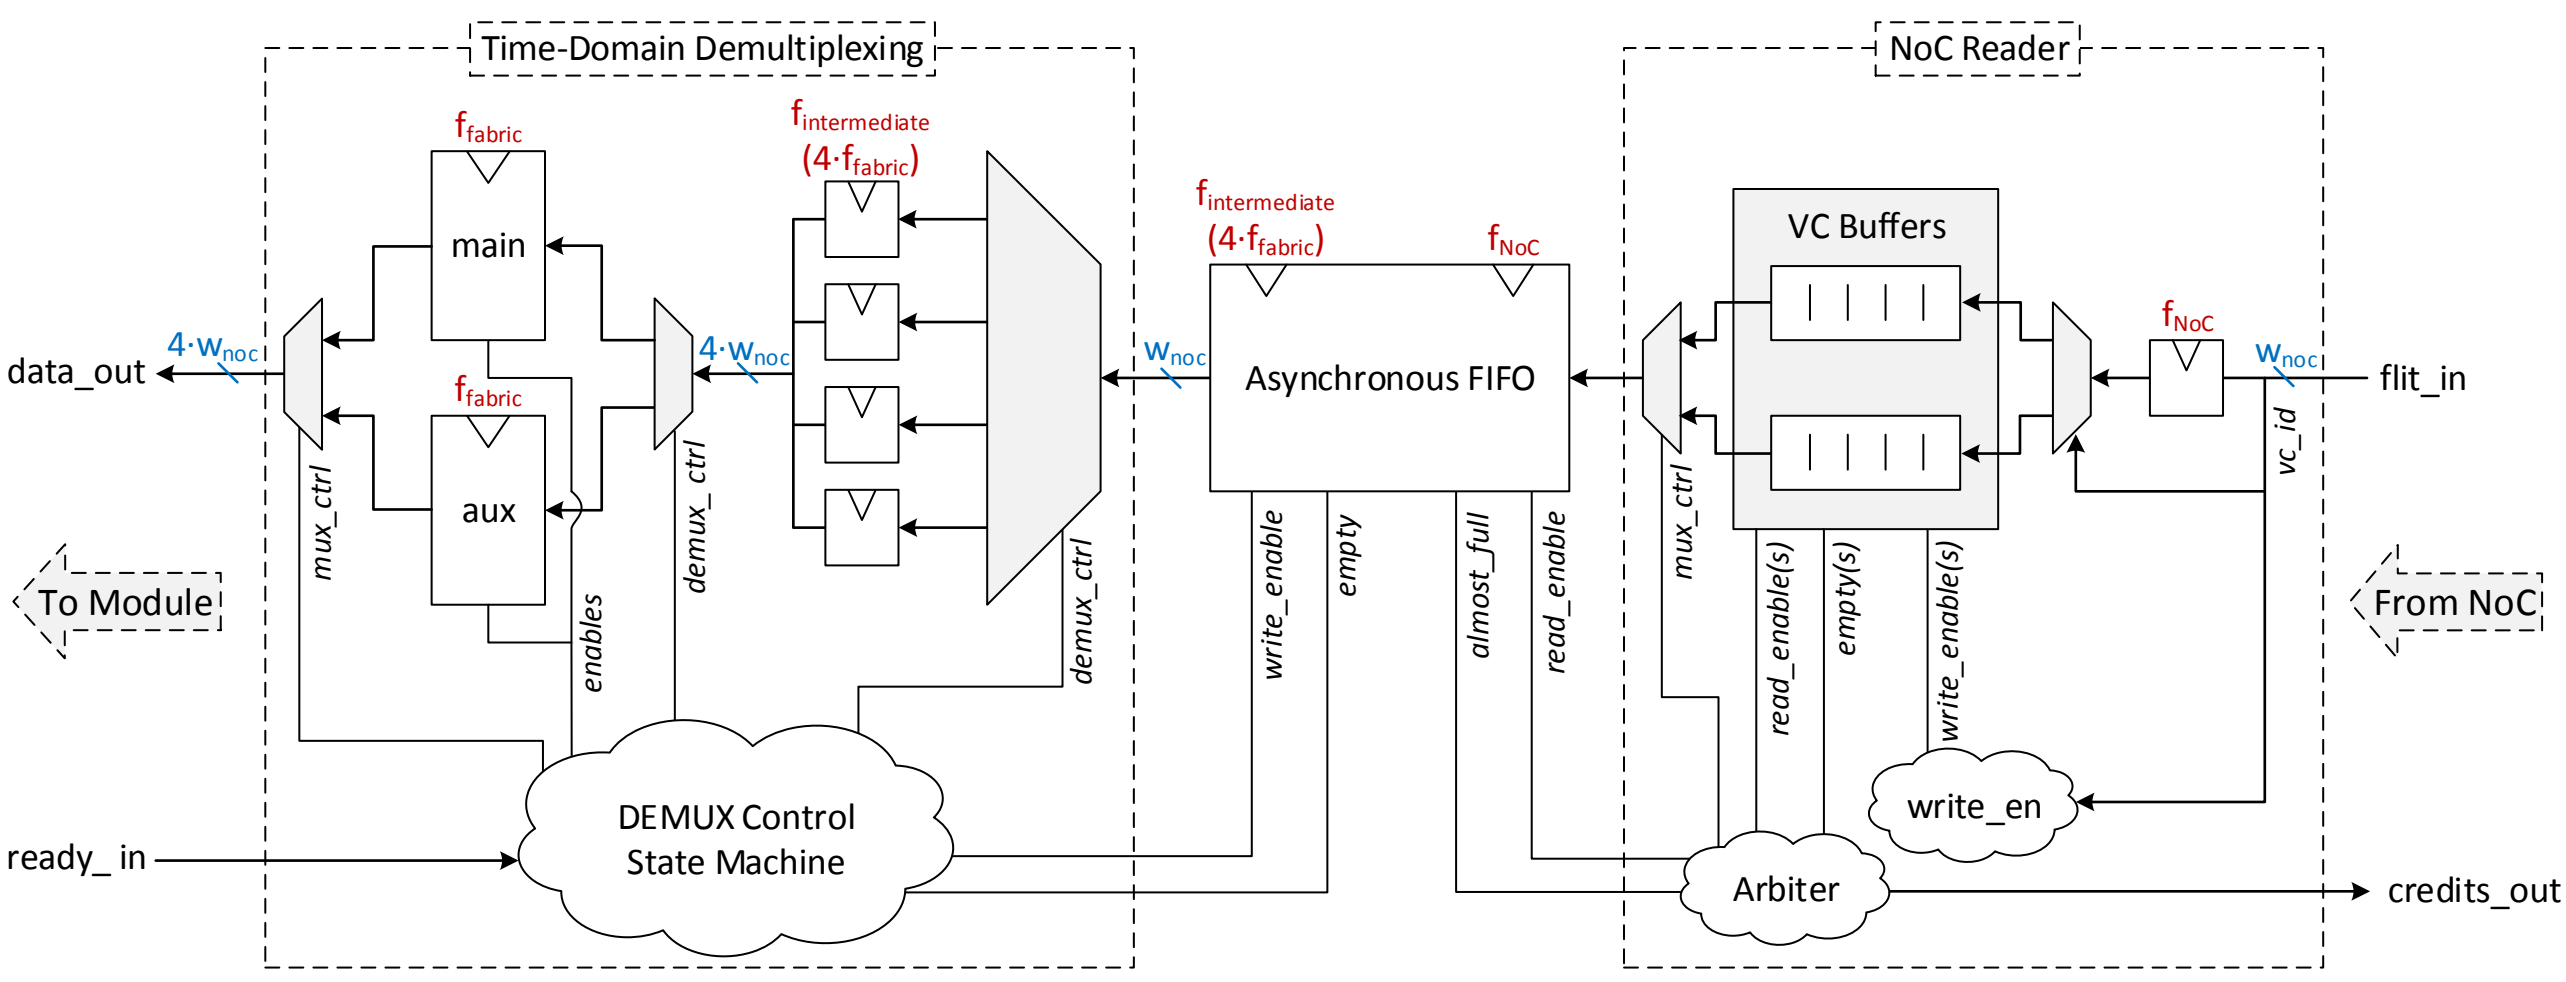 Time-Domain Demultiplexing
NoC Reader
f_fabric
f_intermediate
(4·f_fabric)
main
f_intermediate
(4·f_fabric)
f_NoC
VC Buffers
4·w_noc
f_fabric
4·w_noc
w_noc
Asynchronous FIFO
f_NoC
w_noc
data_out
flit_in
aux
mux_ctrl
enables
demux_ctrl
demux_ctrl
write_enable
empty
almost_full
read_enable
mux_ctrl
read_enable(s)
empty(s)
write_enable(s)
vc_id
To Module
From NoC
DEMUX Control
State Machine
write_en
ready_ in
Arbiter
credits_out